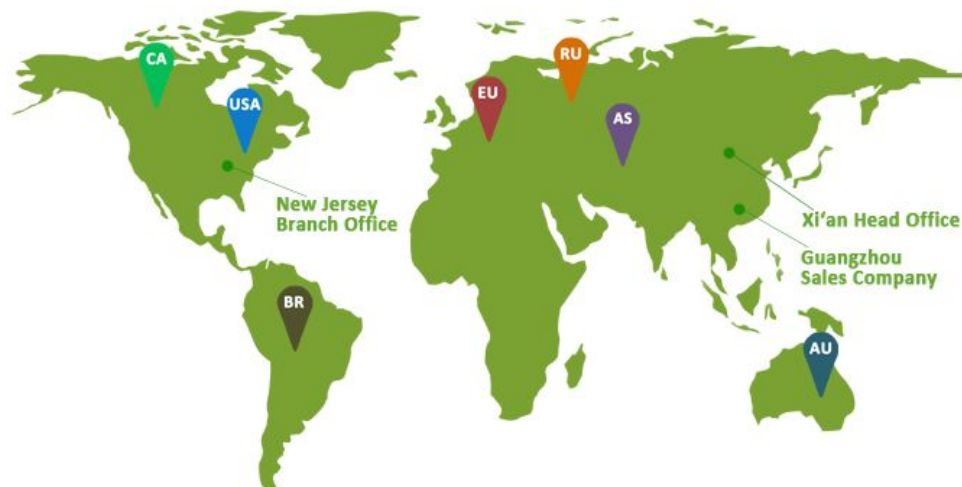 CA
RU
EU
USA
AS
New Jersey
Branch Office
Xi‘an Head Office
Guangzhou
Sales Company
BR
AU